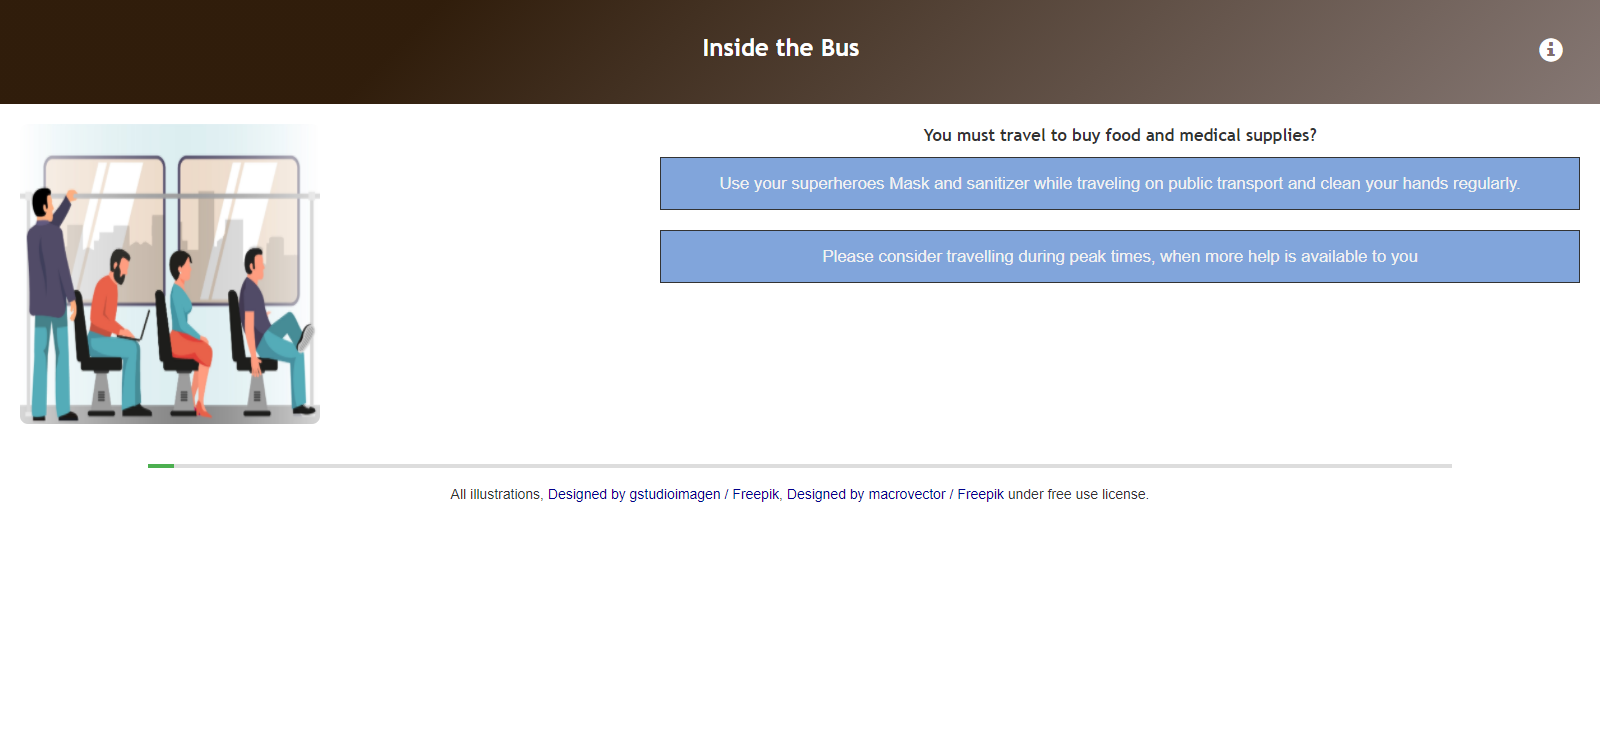 Inside the Bus
You must travel to buy food and medical supplies?
Use your superheroes Mask and sanitizer while traveling on public transport and clean your hands regularly.
Please consider travelling during peak times, when more help is available to you
All illustrations, Designed by gstudioimagen / Freepik, Designed by macrovector / Freepik under free use license.